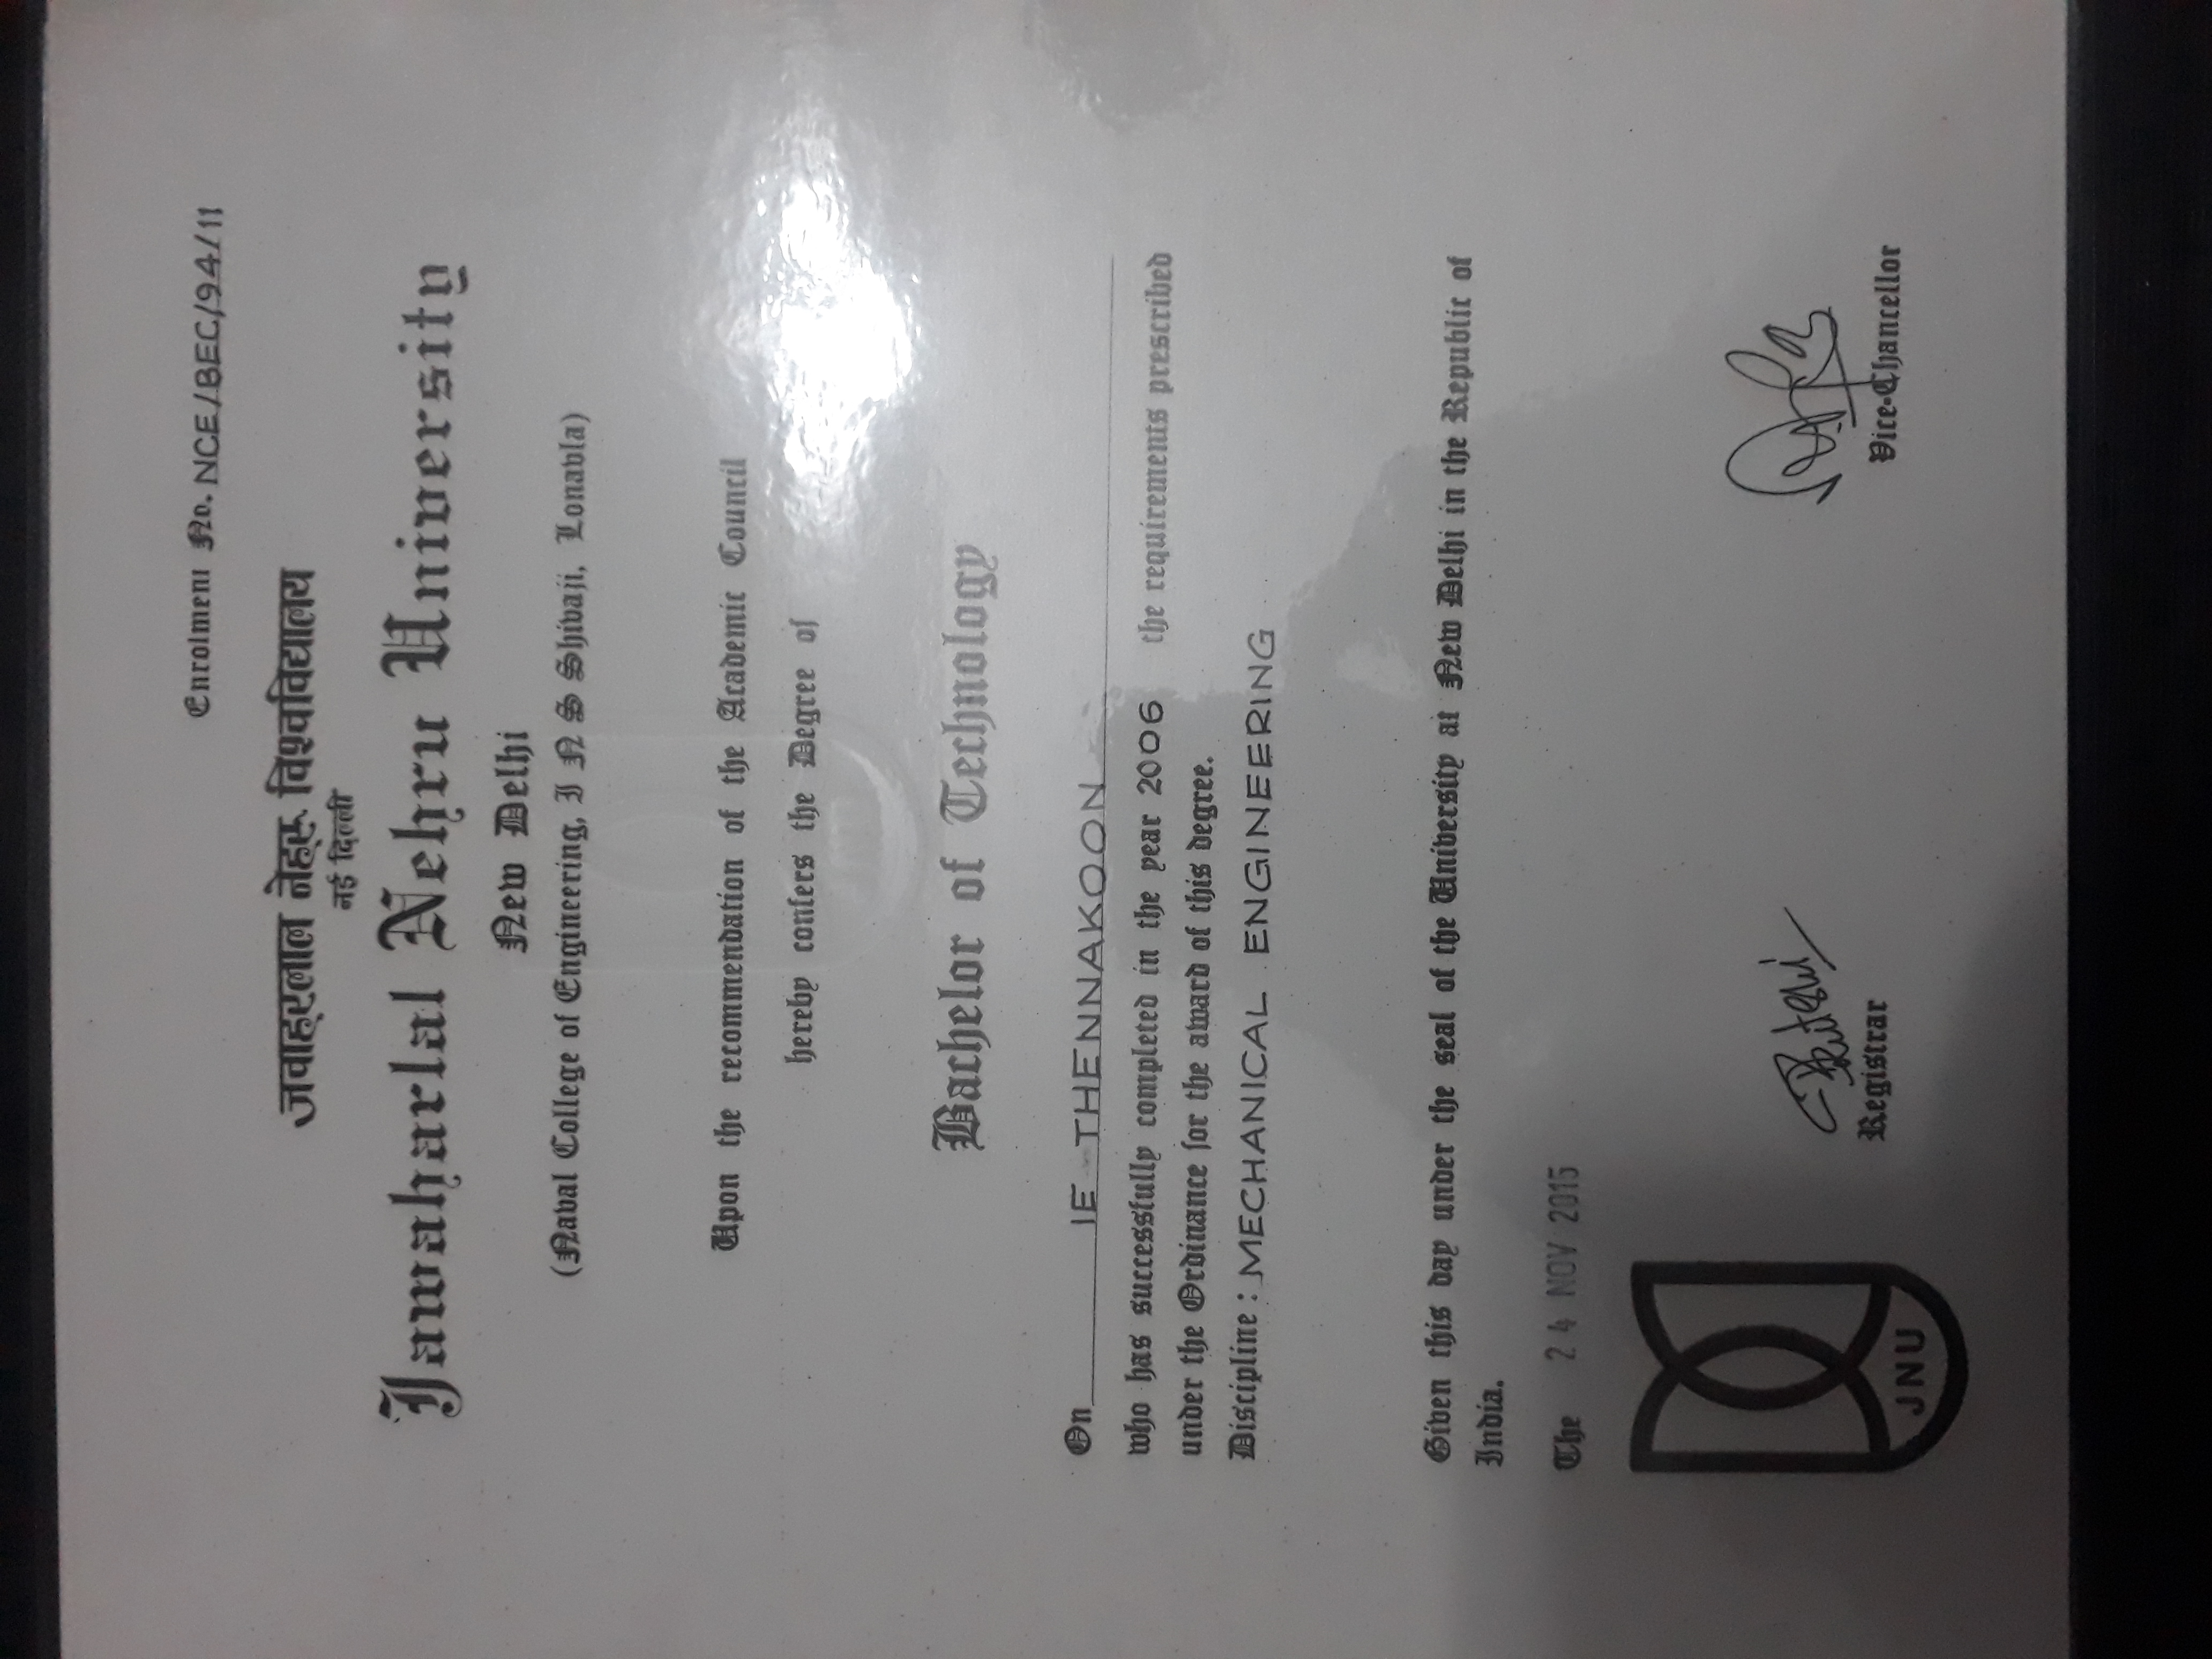 Enrolment No. NCE/BEC/94/11
जवाहरलाल नेहरू विश्वविद्यालय
नई दिल्ली
Jawaharlal Nehru University
New Delhi
(Naval College of Engineering, I N S Shivaji, Lonavla)
Upon the recommendation of the Academic Council
hereby confers the Degree of
Bachelor of Technology
On IE THENNAKOON
who has successfully completed in the year 2006 the requirements prescribed
under the Ordinance for the award of this degree.
Discipline : MECHANICAL ENGINEERING
Given this day under the seal of the University at New Delhi in the Republic of
India.
The 24 NOV 2015
Registrar
Vice-Chancellor
JNU